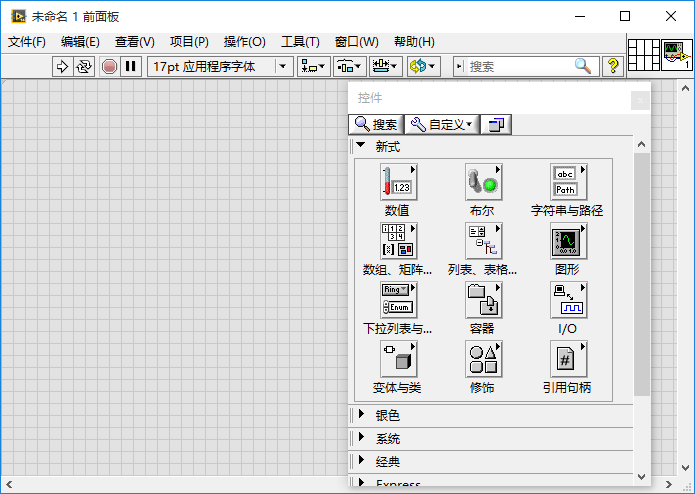 未命名 1 前面板
文件(F) 编辑(E) 查看(V) 项目(P) 操作(O) 工具(T) 窗口(W) 帮助(H)
17pt 应用程序字体 搜索 ? 1
控件
搜索 自定义
新式
1.23 abc Path
数值 布尔 字符串与路径
数组、矩阵... 列表、表格... 图形
Ring Enum
下拉列表与... 容器 I/O
#
变体与类 修饰 引用句柄
银色
系统
经典
Express